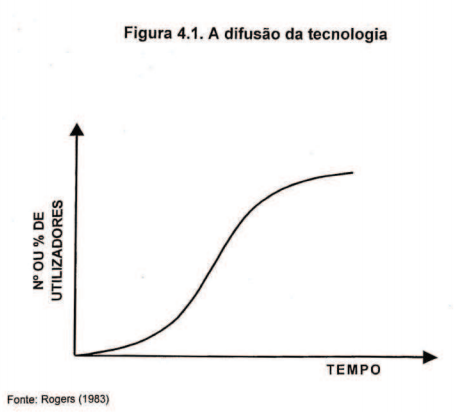 Figura 4.1. A difusão da tecnologia
Nº OU % DE
UTILIZADORES
TEMPO
Fonte: Rogers (1983)